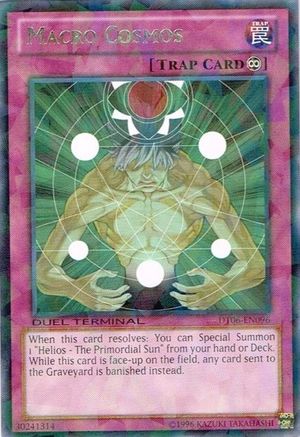 MACRO COSMOS
TRAP
罠
[TRAP CARD]
DUEL TERMINAL
DT06-EN096
When this card resolves: You can Special Summon
1 "Helios - The Primordial Sun" from your hand or Deck.
While this card is face-up on the field, any card sent
to the Graveyard is banished instead.
30241314
©1996 KAZUKI TAKAHASHI